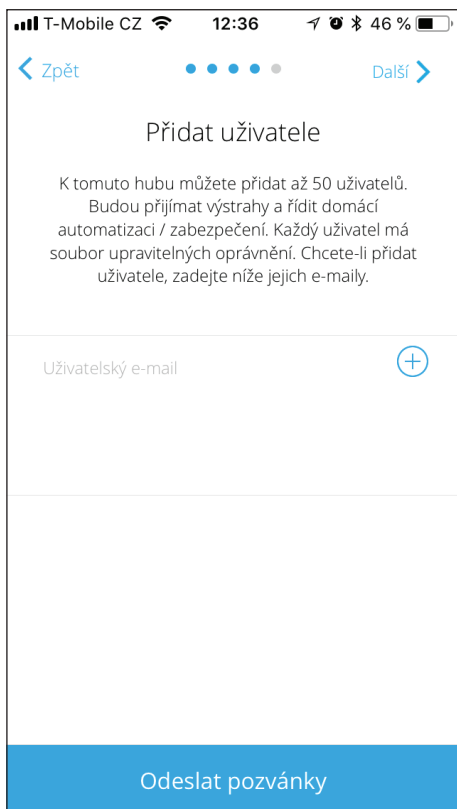 T-Mobile CZ 12:36 46 %
Zpět Další
Přidat uživatele
K tomuto hubu můžete přidat až 50 uživatelů.
Budou přijímat výstrahy a řídit domácí
automatizaci / zabezpečení. Každý uživatel má
soubor upravitelných oprávnění. Chcete-li přidat
uživatele, zadejte níže jejich e-maily.
Uživatelský e-mail
Odeslat pozvánky